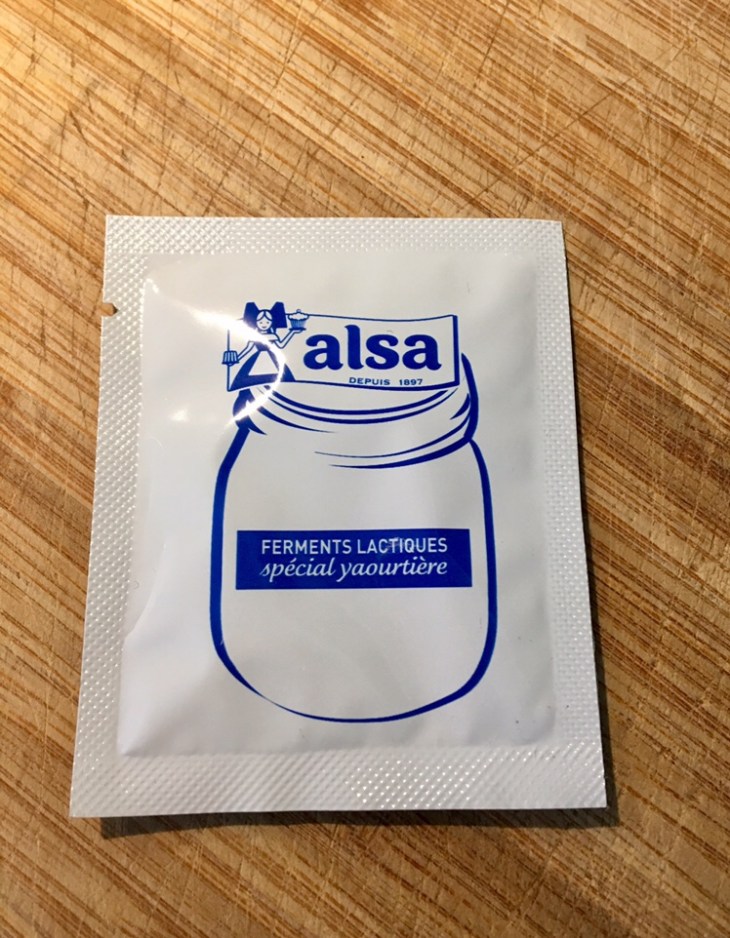 alsa
DEPUIS 1897
FERMENTS LACTIQUES
spécial yaourtière